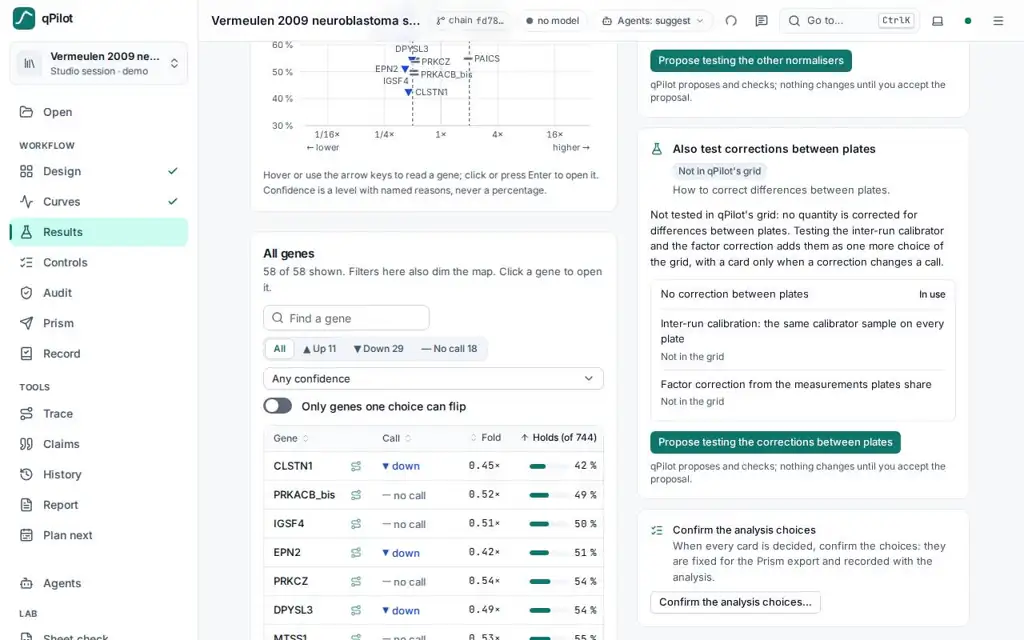 qPilot
Vermeulen 2009 neuroblastoma s...
chain fd78...
no model
Agents: suggest
Go to...
CtrlK
Vermeulen 2009 ne...
Studio session · demo
Open
WORKFLOW
Design
Curves
Results
Controls
Audit
Prism
Record
TOOLS
Trace
Claims
History
Report
Plan next
Agents
LAB
Sheet check
60 %
50 %
40 %
30 %
DPYSL3
PRKCZ
PAICS
EPN2
PRKACB_bis
IGSF4
CLSTN1
1/16×
1/4×
1×
4×
16×
← lower
higher →
Hover or use the arrow keys to read a gene; click or press Enter to open it.
Confidence is a level with named reasons, never a percentage.
All genes
58 of 58 shown. Filters here also dim the map. Click a gene to open
it.
Find a gene
All ▲ Up 11 ▼ Down 29 — No call 18
Any confidence
Only genes one choice can flip
Gene Call Fold ↑ Holds (of 744)
CLSTN1 ▼ down 0.45× 42 %
PRKACB_bis — no call 0.52× 49 %
IGSF4 — no call 0.51× 50 %
EPN2 ▼ down 0.42× 51 %
PRKCZ — no call 0.54× 54 %
DPYSL3 ▼ down 0.49× 54 %
MTSS1 — no call 0.53× 55 %
Propose testing the other normalisers
qPilot proposes and checks; nothing changes until you accept the
proposal.
Also test corrections between plates
Not in qPilot's grid
How to correct differences between plates.
Not tested in qPilot's grid: no quantity is corrected for
differences between plates. Testing the inter-run calibrator
and the factor correction adds them as one more choice of
the grid, with a card only when a correction changes a call.
No correction between plates In use
Inter-run calibration: the same calibrator sample on every
plate
Not in the grid
Factor correction from the measurements plates share
Not in the grid
Propose testing the corrections between plates
qPilot proposes and checks; nothing changes until you accept the
proposal.
Confirm the analysis choices
When every card is decided, confirm the choices: they
are fixed for the Prism export and recorded with the
analysis.
Confirm the analysis choices...